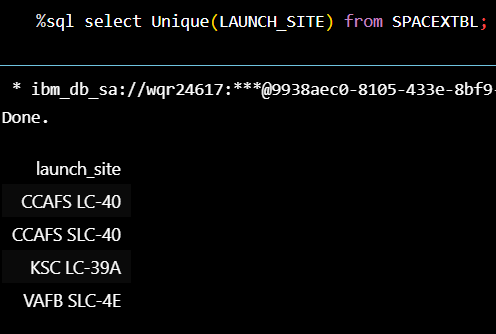 %sql select Unique(LAUNCH_SITE) from SPACEXTBL;
* ibm_db_sa://wqr24617:***@9938aec0-8105-433e-8bf9-
Done.
launch_site
CCAFS LC-40
CCAFS SLC-40
KSC LC-39A
VAFB SLC-4E